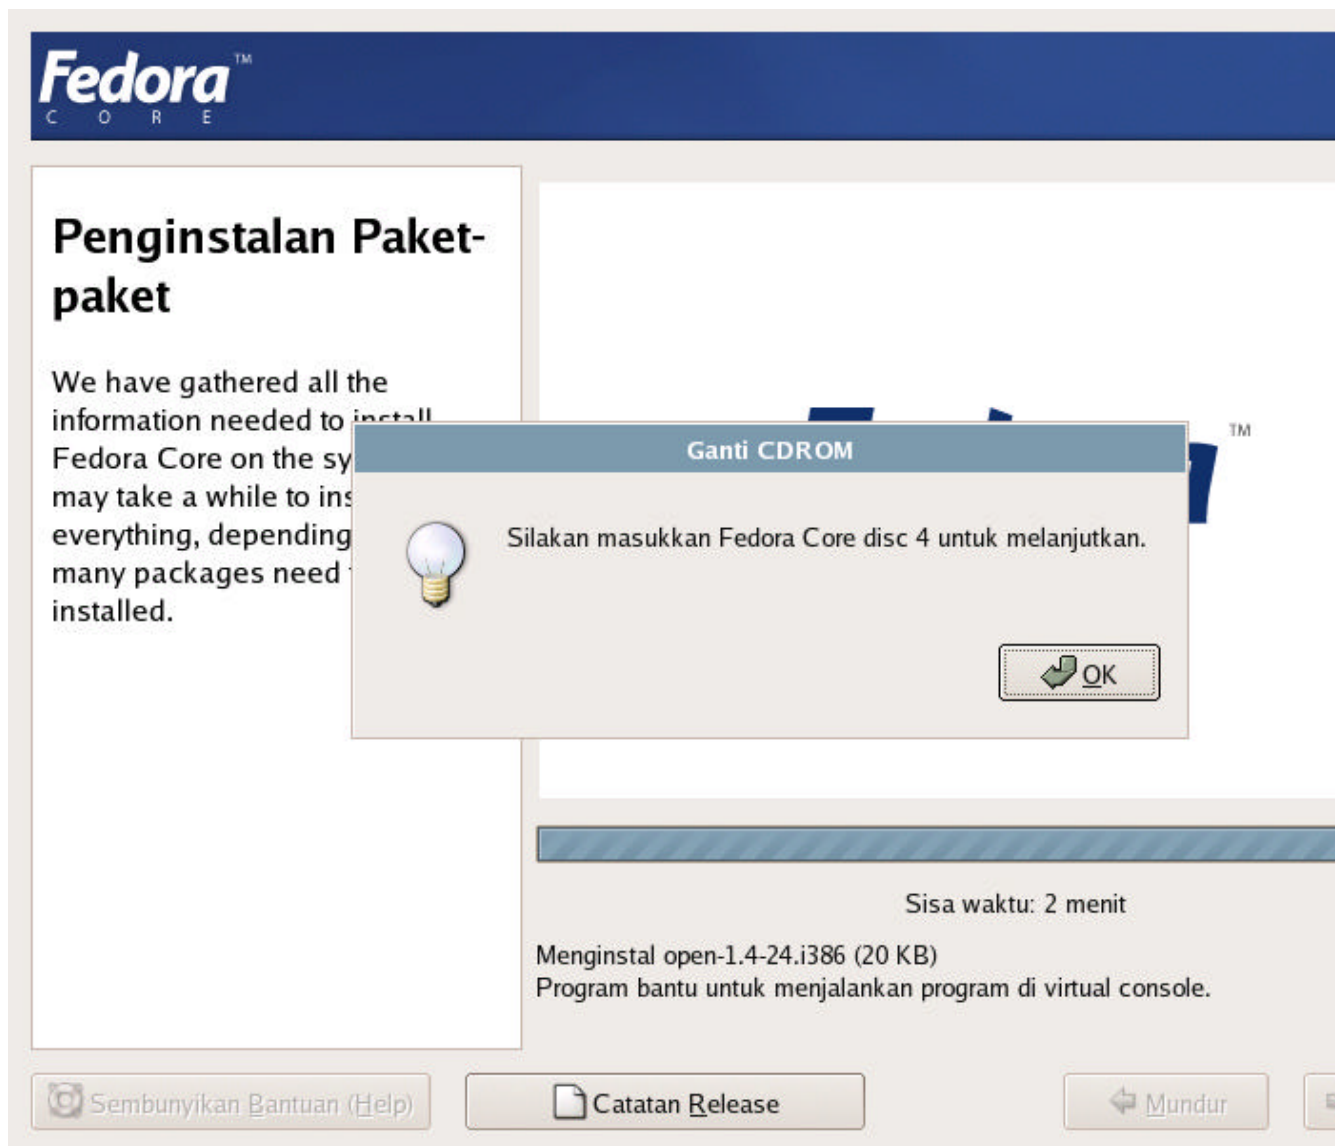 Fedora™
CORE
Penginstalan Paket-
paket
We have gathered all the
information needed to install
Fedora Core on the sy
may take a while to ins
everything, depending
many packages need
installed.
TM
Ganti CDROM
Silakan masukkan Fedora Core disc 4 untuk melanjutkan.
OK
Sisa waktu: 2 menit
Menginstal open-1.4-24.i386 (20 KB)
Program bantu untuk menjalankan program di virtual console.
Sembunyikan Bantuan (Help)
Catatan Release
Mundur